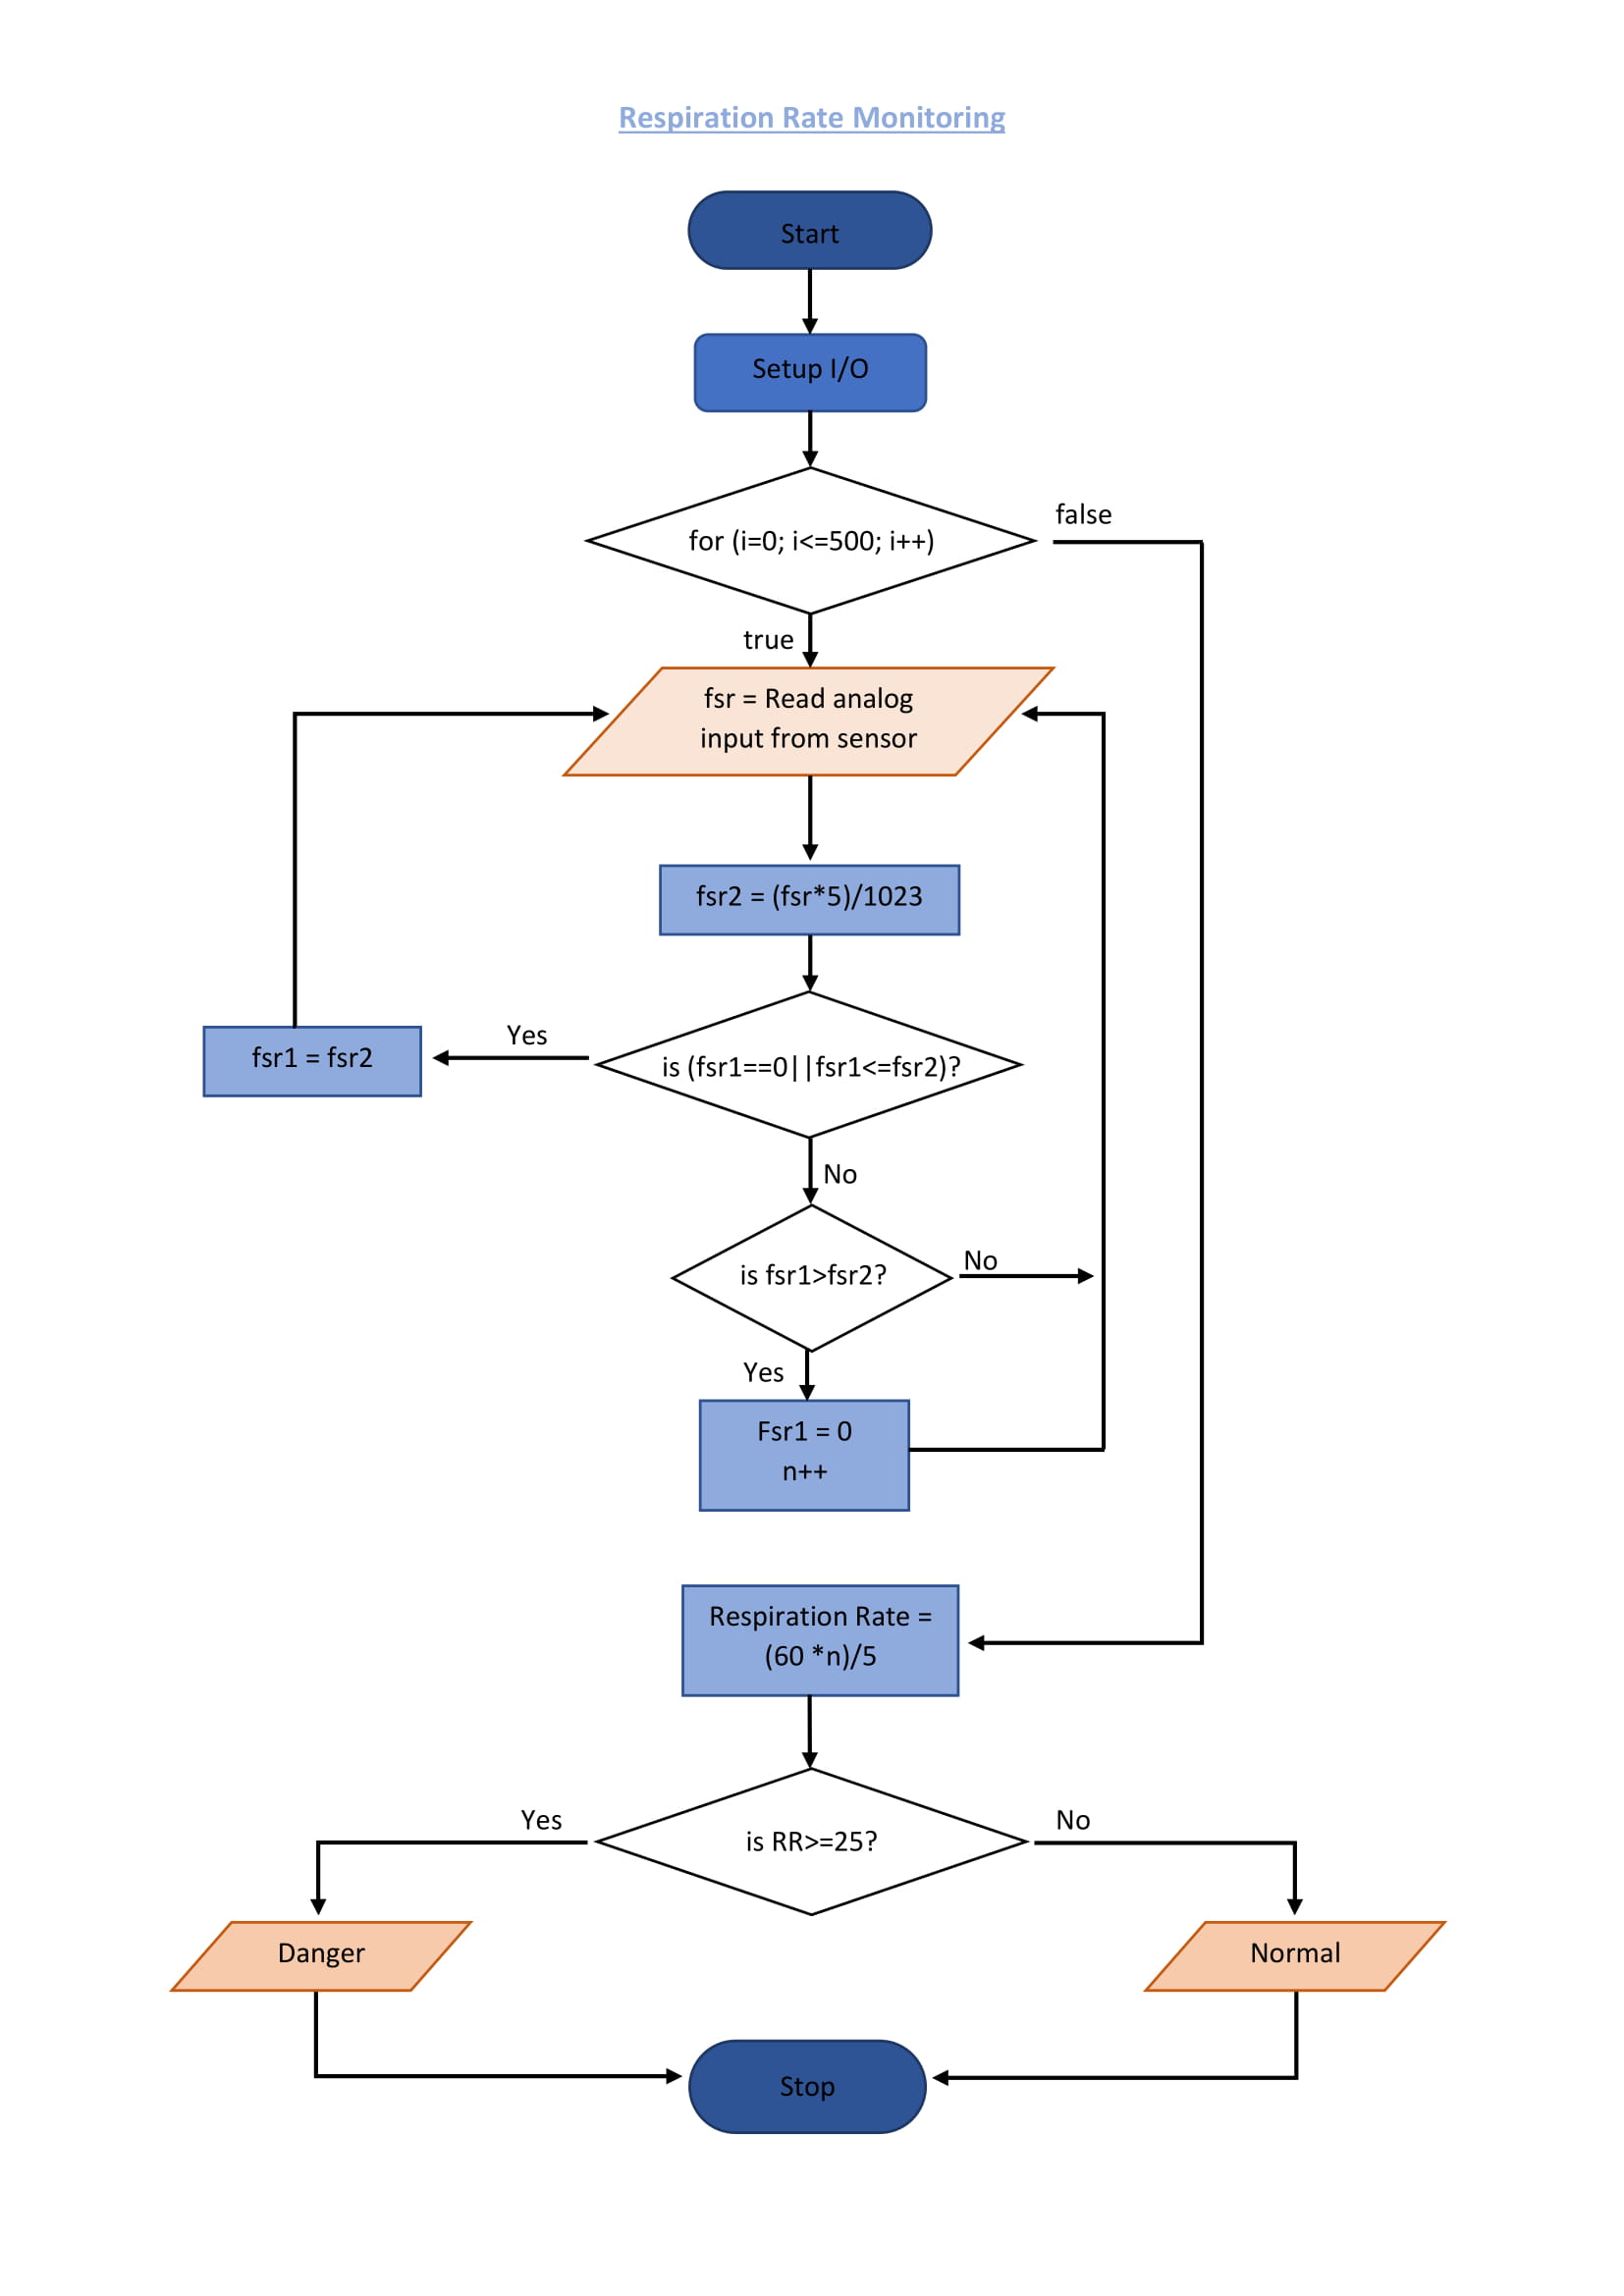 Respiration Rate Monitoring
Start
Setup I/O
for (i=0; i<=500; i++)
false
true
fsr = Read analog
input from sensor
fsr2 = (fsr*5)/1023
is (fsr1==0||fsr1<=fsr2)?
Yes
fsr1 = fsr2
No
is fsr1>fsr2?
No
Yes
Fsr1 = 0
n++
Respiration Rate =
(60 *n)/5
is RR>=25?
Yes
No
Danger
Normal
Stop